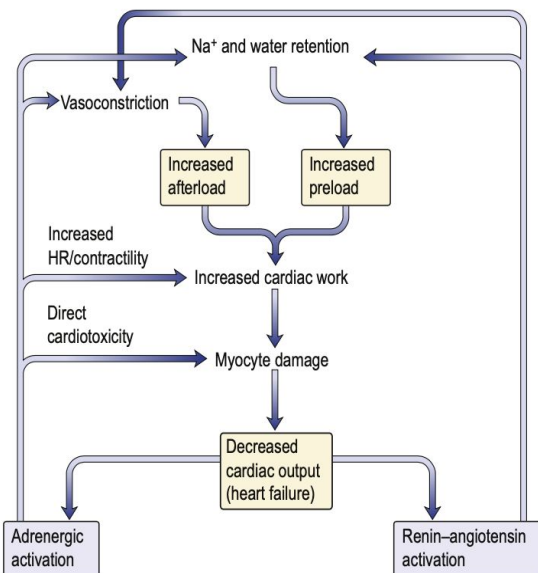 Na⁺ and water retention
Vasoconstriction
Increased
afterload
Increased
preload
Increased
HR/contractility
Increased cardiac work
Direct
cardiotoxicity
Myocyte damage
Decreased
cardiac output
(heart failure)
Adrenergic
activation
Renin–angiotensin
activation